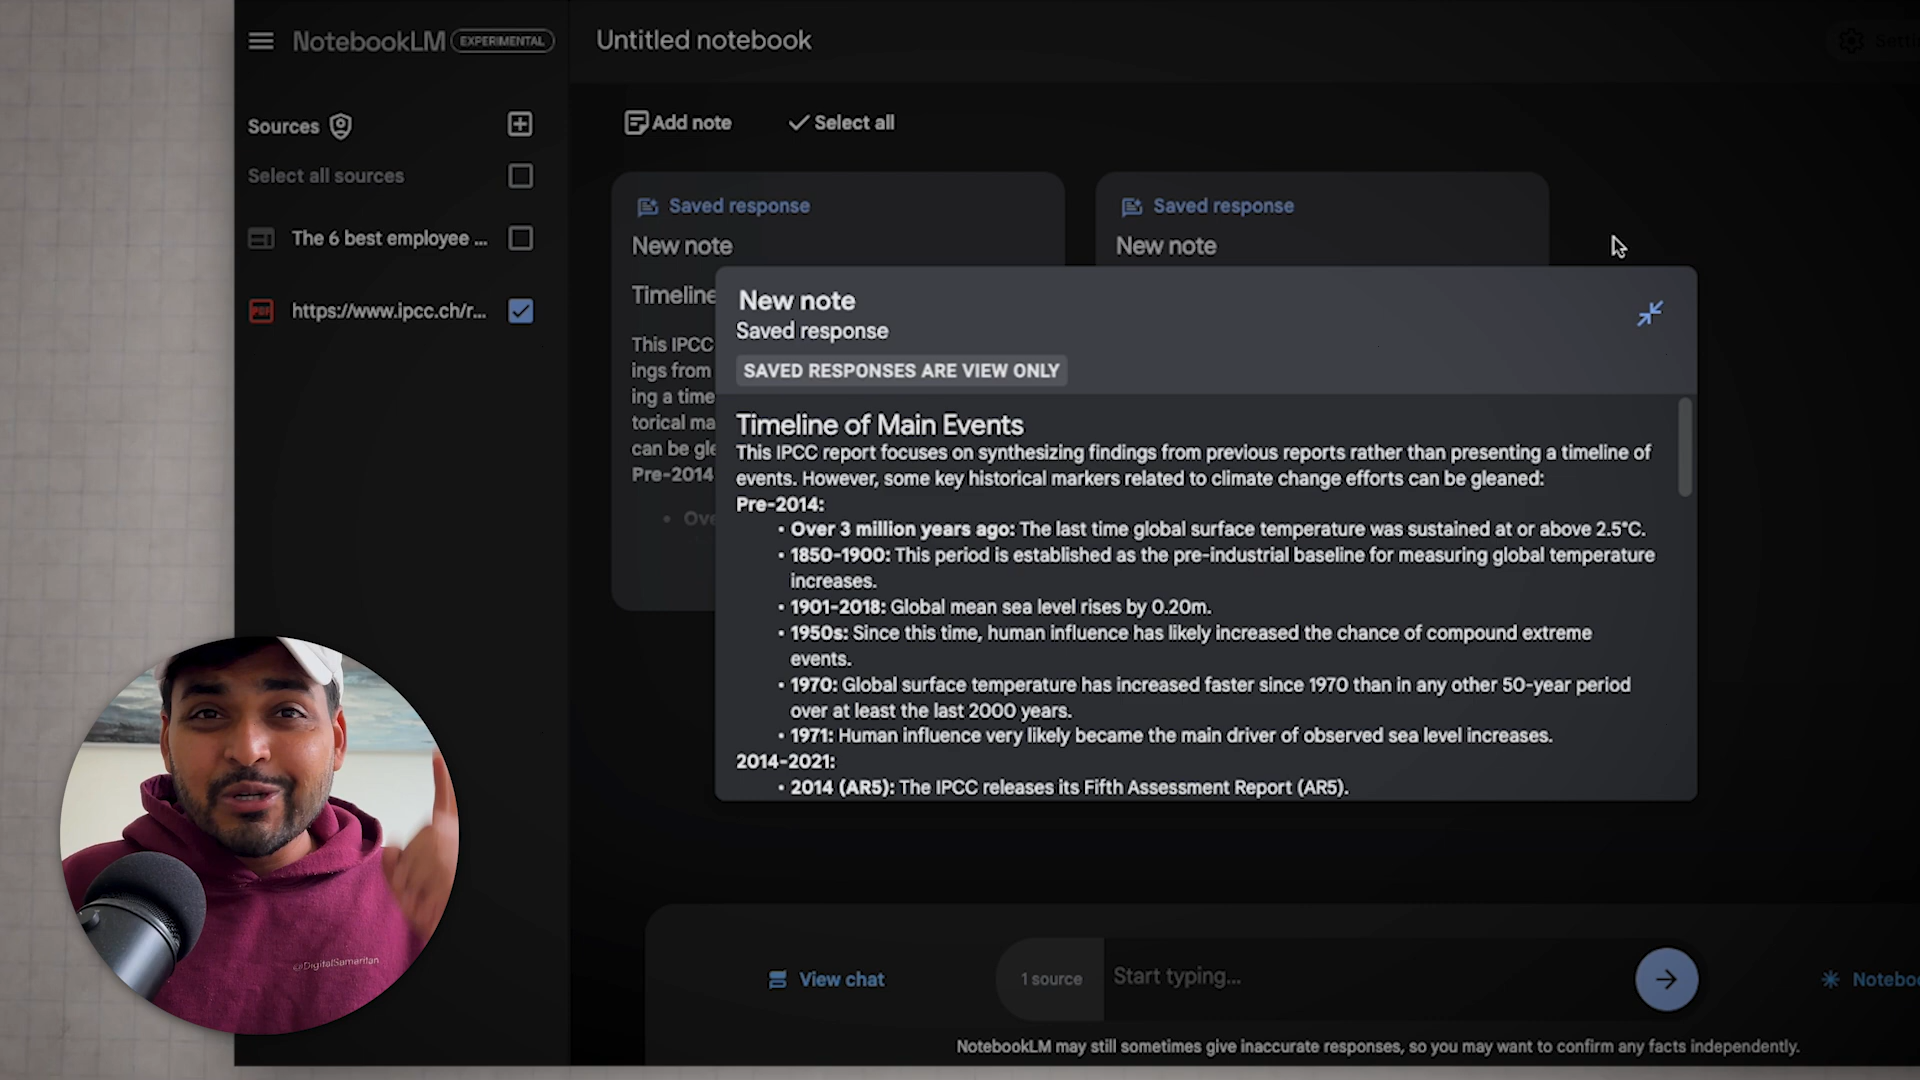 NotebookLM EXPERIMENTAL
Untitled notebook
Sources
Select all sources
The 6 best employee ...
PDF https://www.ipcc.ch/r...
Add note Select all
Saved response
New note
Timeline
This IPCC
ings from
ing a time
torical ma
can be gle
Pre-2014
• Ove
Saved response
New note
New note
Saved response
SAVED RESPONSES ARE VIEW ONLY
Timeline of Main Events
This IPCC report focuses on synthesizing findings from previous reports rather than presenting a timeline of
events. However, some key historical markers related to climate change efforts can be gleaned:
Pre-2014:
• Over 3 million years ago: The last time global surface temperature was sustained at or above 2.5°C.
• 1850-1900: This period is established as the pre-industrial baseline for measuring global temperature
increases.
• 1901-2018: Global mean sea level rises by 0.20m.
• 1950s: Since this time, human influence has likely increased the chance of compound extreme
events.
• 1970: Global surface temperature has increased faster since 1970 than in any other 50-year period
over at least the last 2000 years.
• 1971: Human influence very likely became the main driver of observed sea level increases.
2014-2021:
• 2014 (AR5): The IPCC releases its Fifth Assessment Report (AR5).
@DigitalSamaritan
View chat
1 source
Start typing...
Noteboo
NotebookLM may still sometimes give inaccurate responses, so you may want to confirm any facts independently.